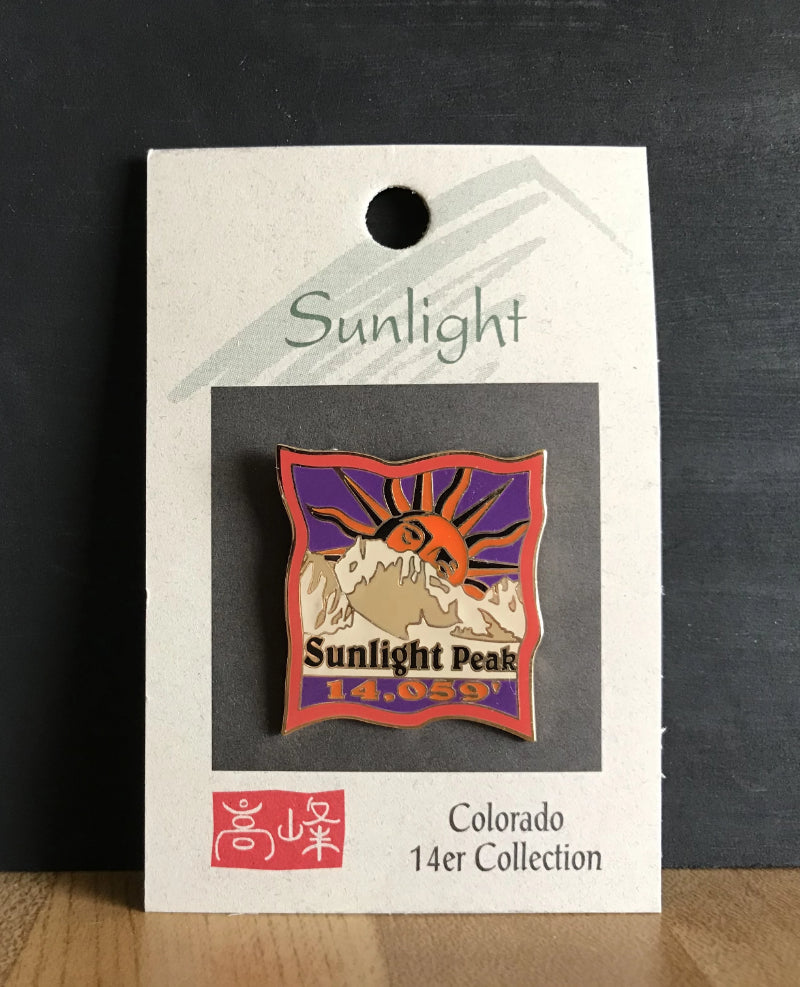 Sunlight
Sunlight Peak
14,059'
高峰
Colorado
14er Collection